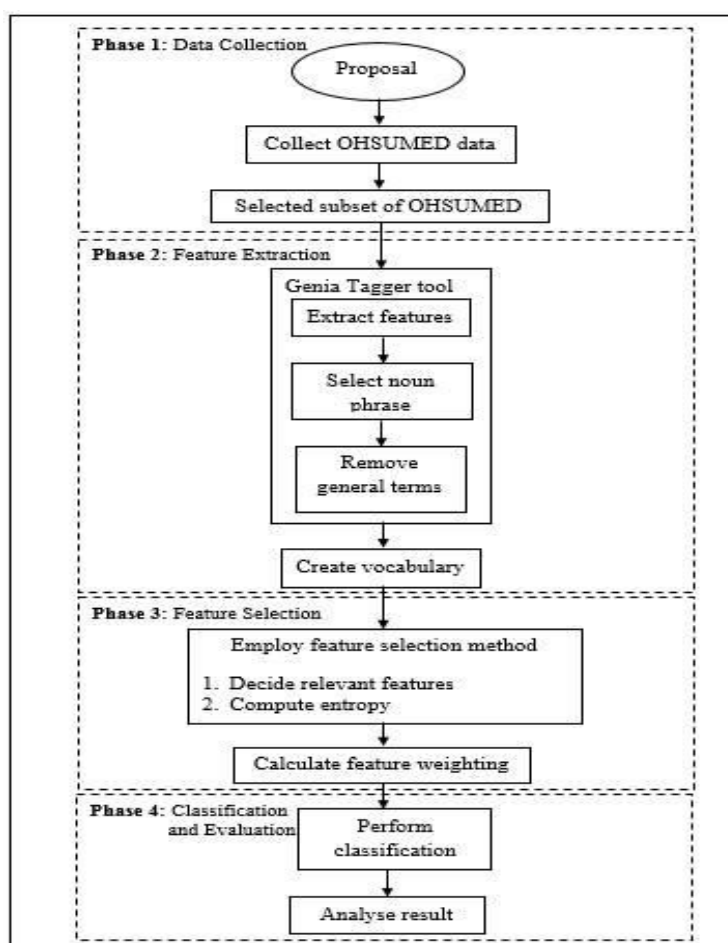 Phase 1: Data Collection
Proposal
Collect OHSUMED data
Selected subset of OHSUMED
Phase 2: Feature Extraction
Genia Tagger tool
Extract features
Select noun
phrase
Remove
general terms
Create vocabulary
Phase 3: Feature Selection
Employ feature selection method
1. Decide relevant features
2. Compute entropy
Calculate feature weighting
Phase 4: Classification
and Evaluation
Perform
classification
Analyse result